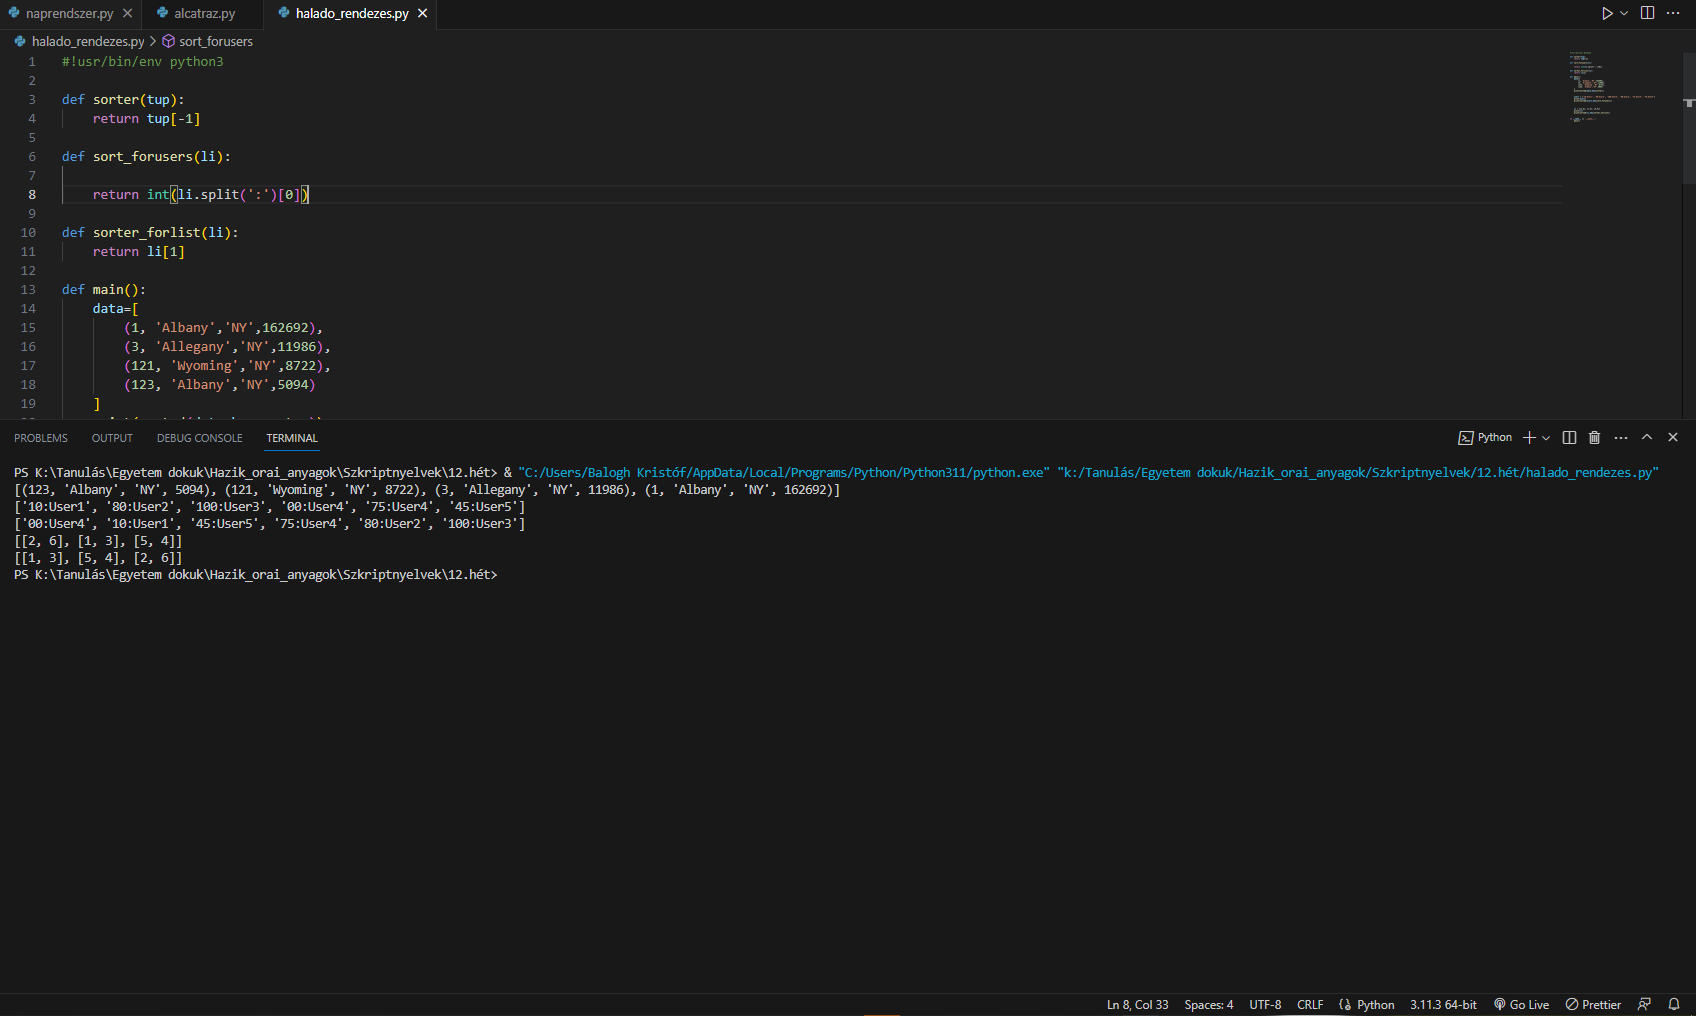 naprendszer.py
alcatraz.py
halado_rendezes.py
halado_rendezes.py > sort_forusers
1 #!usr/bin/env python3
2
3 def sorter(tup):
4     return tup[-1]
5
6 def sort_forusers(li):
7
8     return int(li.split(':')[0])
9
10 def sorter_forlist(li):
11     return li[1]
12
13 def main():
14     data=[
15         (1, 'Albany','NY',162692),
16         (3, 'Allegany','NY',11986),
17         (121, 'Wyoming','NY',8722),
18         (123, 'Albany','NY',5094)
19     ]
PROBLEMS OUTPUT DEBUG CONSOLE TERMINAL
Python
PS K:\Tanulás\Egyetem dokuk\Hazik_orai_anyagok\Szkriptnyelvek\12.hét> & "C:/Users/Balogh Kristóf/AppData/Local/Programs/Python/Python311/python.exe" "k:/Tanulás/Egyetem dokuk/Hazik_orai_anyagok/Szkriptnyelvek/12.hét/halado_rendezes.py"
[(123, 'Albany', 'NY', 5094), (121, 'Wyoming', 'NY', 8722), (3, 'Allegany', 'NY', 11986), (1, 'Albany', 'NY', 162692)]
['10:User1', '80:User2', '100:User3', '00:User4', '75:User4', '45:User5']
['00:User4', '10:User1', '45:User5', '75:User4', '80:User2', '100:User3']
[[2, 6], [1, 3], [5, 4]]
[[1, 3], [5, 4], [2, 6]]
PS K:\Tanulás\Egyetem dokuk\Hazik_orai_anyagok\Szkriptnyelvek\12.hét>
Ln 8, Col 33 Spaces: 4 UTF-8 CRLF Python 3.11.3 64-bit Go Live Prettier